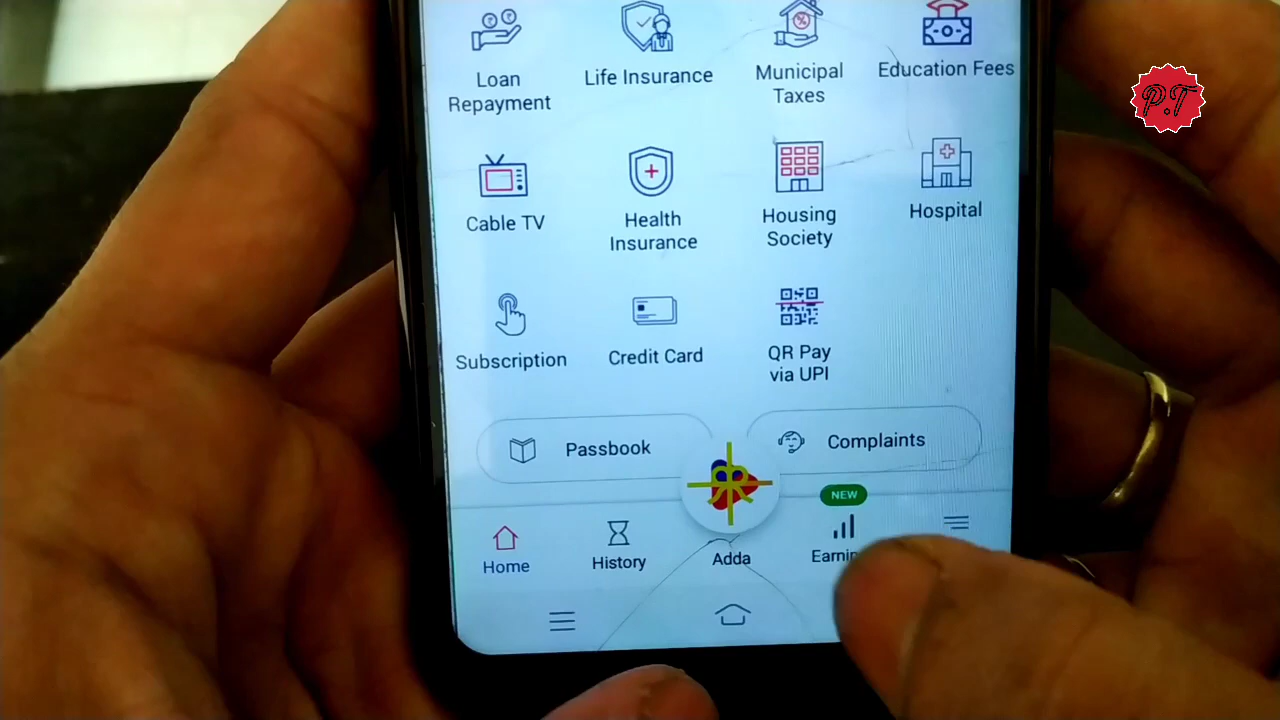 Loan
Repayment
Life Insurance
Municipal
Taxes
Education Fees
P.T
Cable TV
Health
Insurance
Housing
Society
Hospital
Subscription
Credit Card
QR Pay
via UPI
Passbook
Complaints
NEW
Home
History
Adda
Earnin